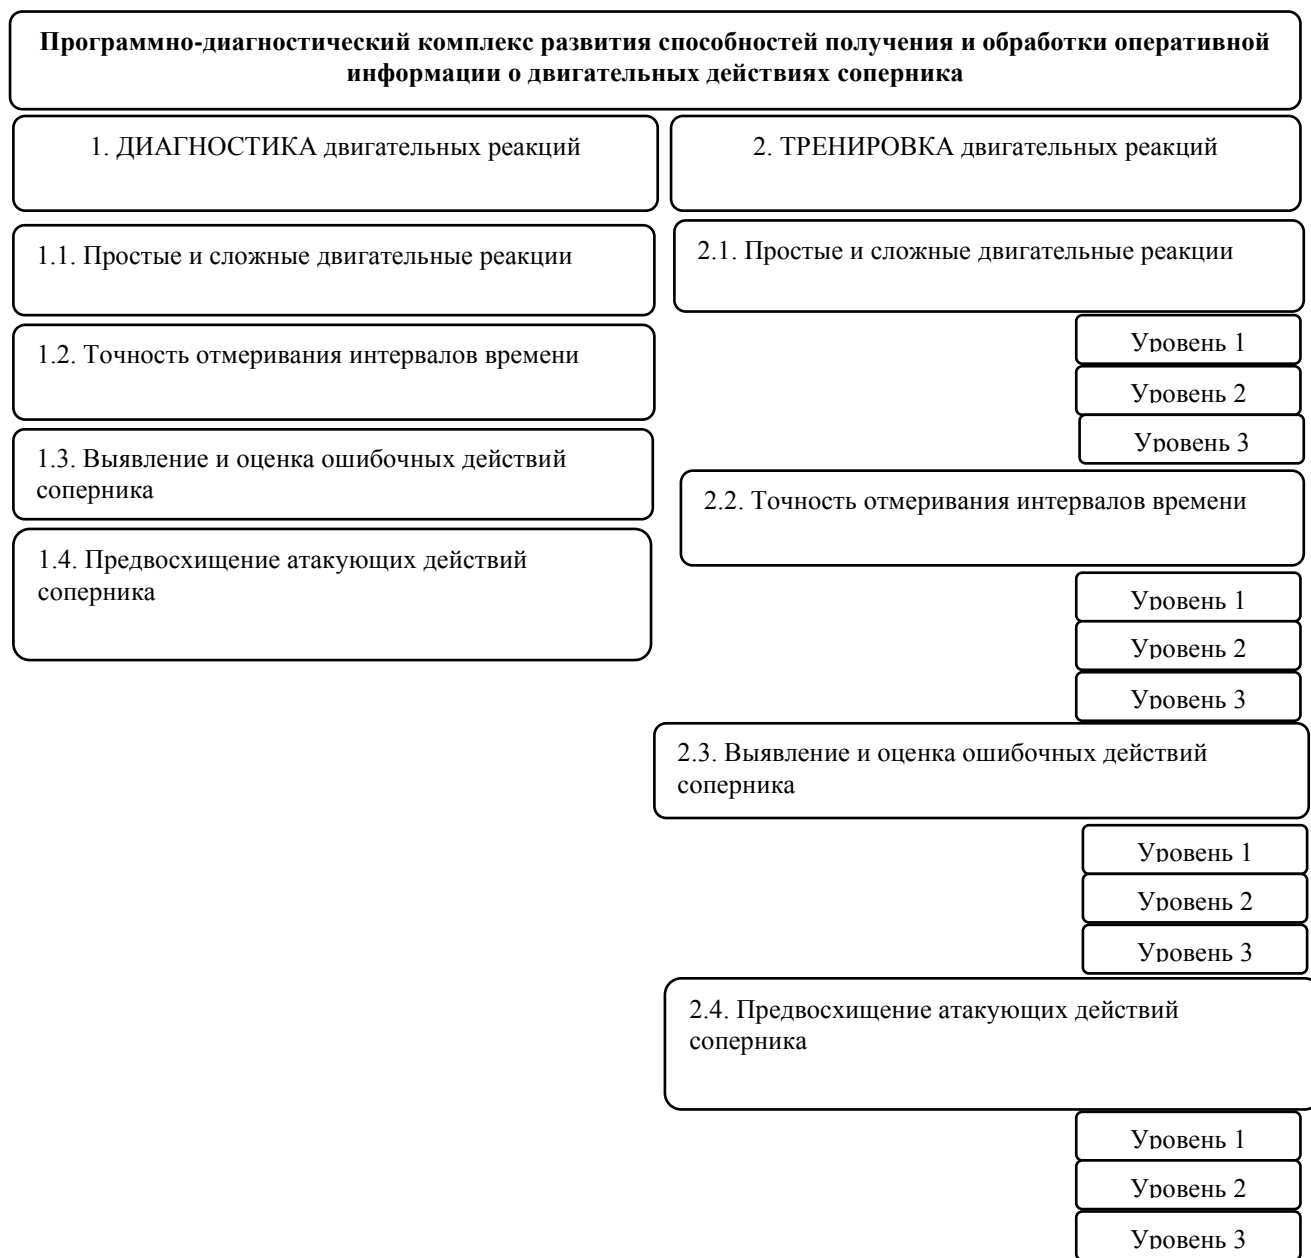 Программно-диагностический комплекс развития способностей получения и обработки оперативной
информации о двигательных действиях соперника
1. ДИАГНОСТИКА двигательных реакций
1.1. Простые и сложные двигательные реакции
1.2. Точность отмеривания интервалов времени
1.3. Выявление и оценка ошибочных действий
соперника
1.4. Предвосхищение атакующих действий
соперника
2. ТРЕНИРОВКА двигательных реакций
2.1. Простые и сложные двигательные реакции
Уровень 1
Уровень 2
Уровень 3
2.2. Точность отмеривания интервалов времени
Уровень 1
Уровень 2
Уровень 3
2.3. Выявление и оценка ошибочных действий
соперника
Уровень 1
Уровень 2
Уровень 3
2.4. Предвосхищение атакующих действий
соперника
Уровень 1
Уровень 2
Уровень 3